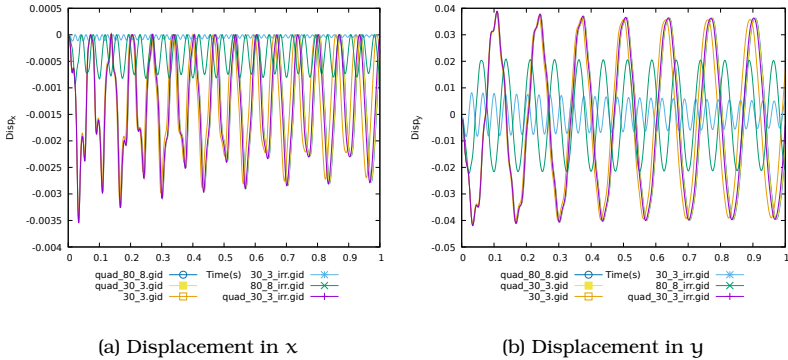 0.0005
0
-0.0005
-0.001
-0.0015
-0.002
-0.0025
-0.003
-0.0035
-0.004
Dispx
0 0.1 0.2 0.3 0.4 0.5 0.6 0.7 0.8 0.9 1
Time(s)
quad_80_8.gid
quad_30_3.gid
30_3.gid
30_3_irr.gid
80_8_irr.gid
quad_30_3_irr.gid
(a) Displacement in x
0.04
0.03
0.02
0.01
0
-0.01
-0.02
-0.03
-0.04
-0.05
Dispy
0 0.1 0.2 0.3 0.4 0.5 0.6 0.7 0.8 0.9 1
Time(s)
quad_80_8.gid
quad_30_3.gid
30_3.gid
30_3_irr.gid
80_8_irr.gid
quad_30_3_irr.gid
(b) Displacement in y